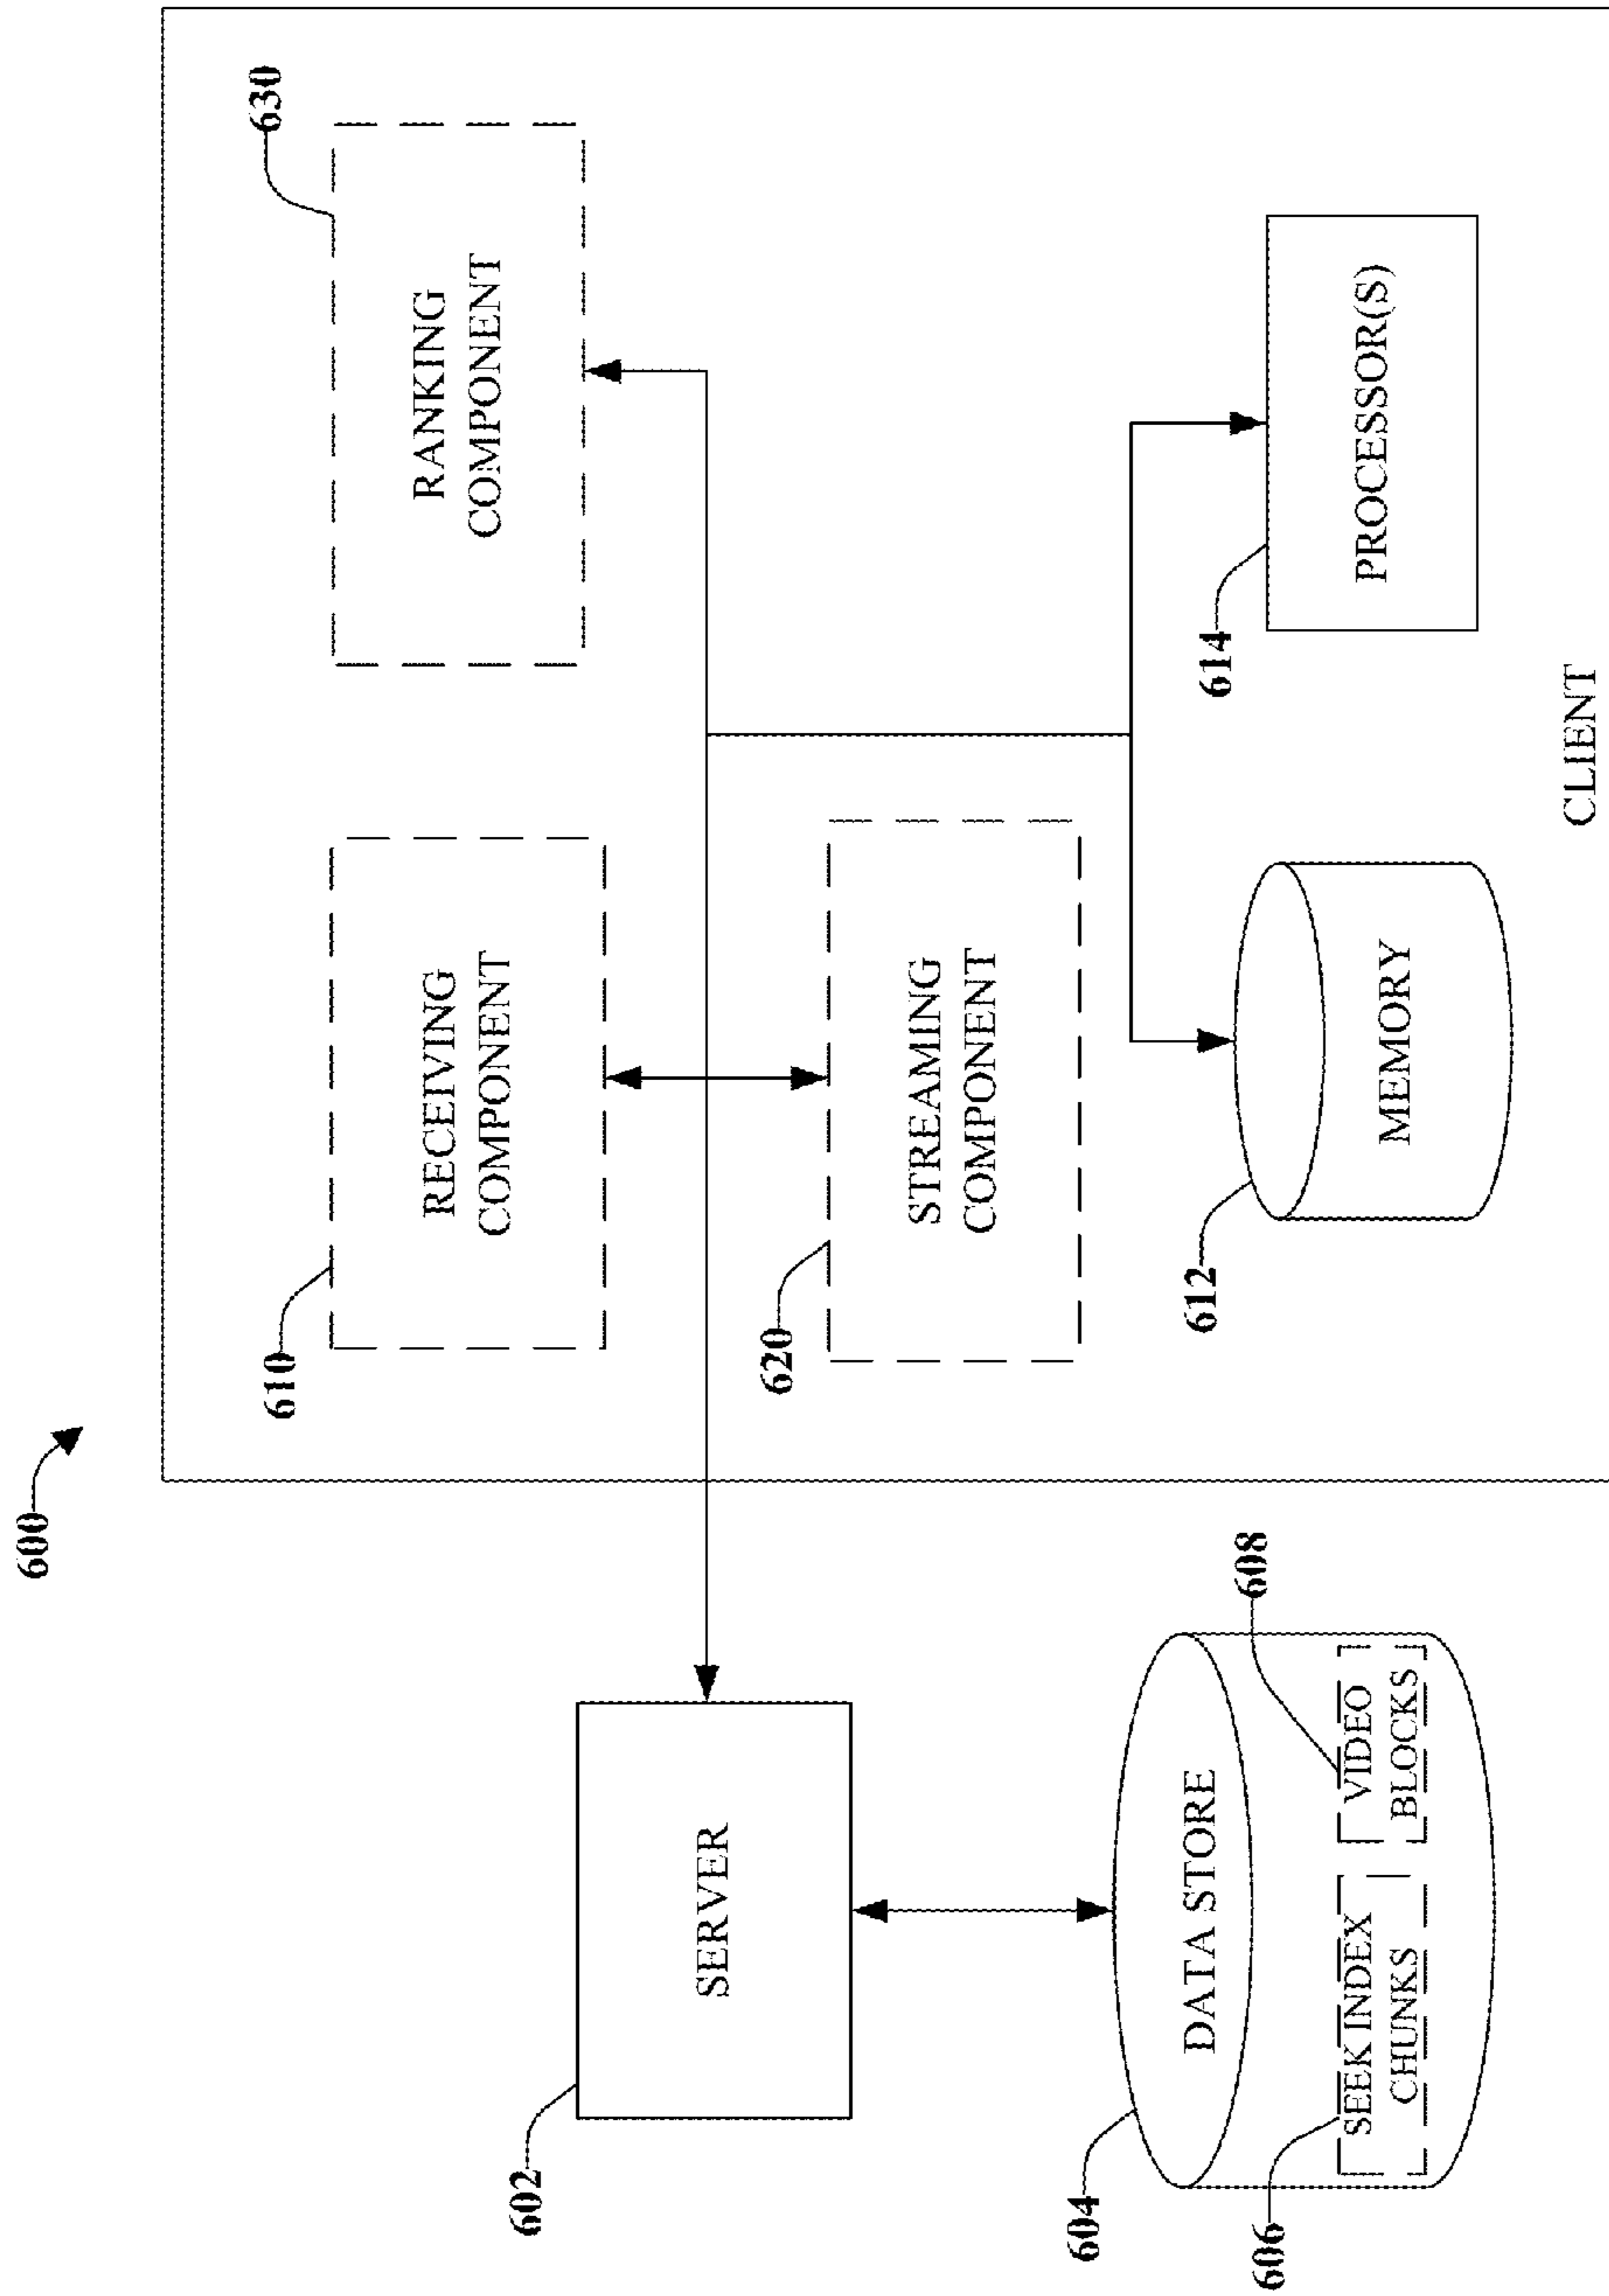 600
602
SERVER
604
DATA STORE
606
SEEK INDEX
CHUNKS
608
VIDEO
BLOCKS
610
RECEIVING
COMPONENT
630
RANKING
COMPONENT
620
STREAMING
COMPONENT
612
MEMORY
614
PROCESSOR(S)
CLIENT